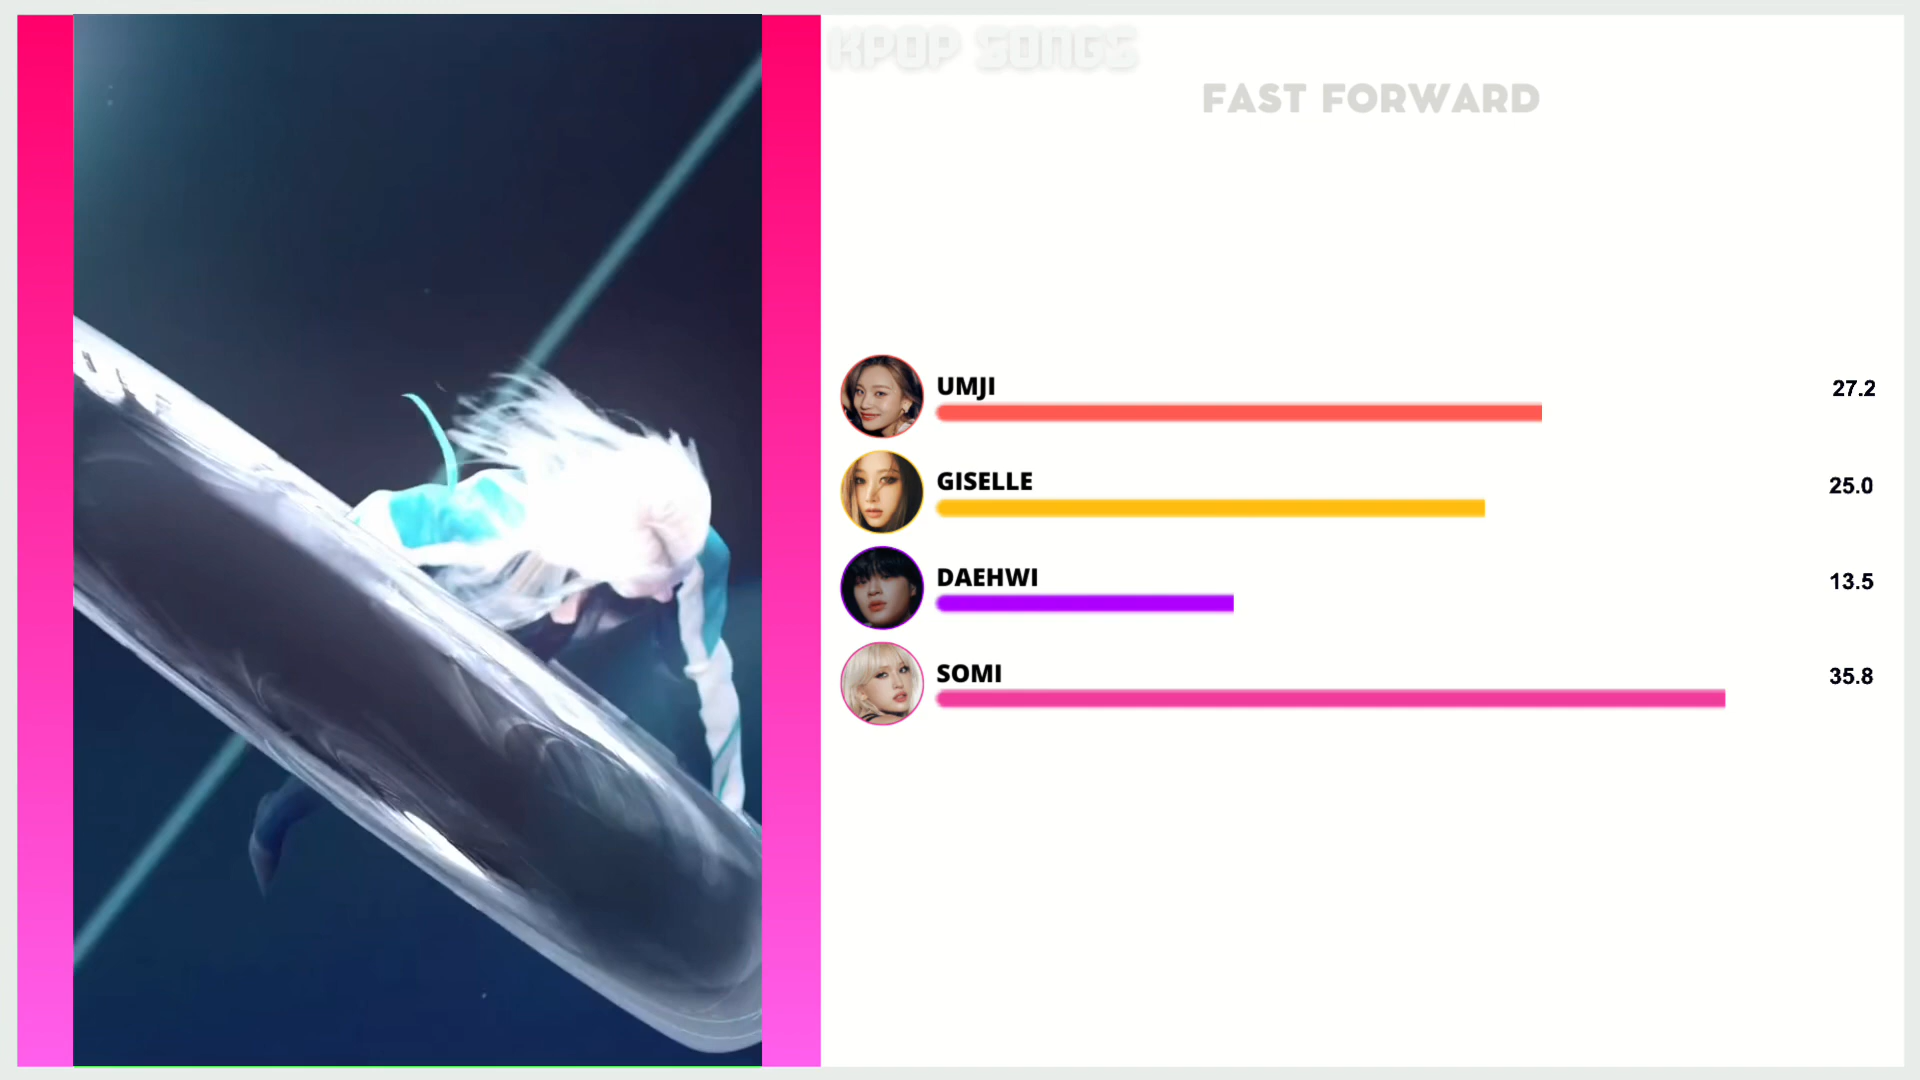 KPOP SONGS
FAST FORWARD
UMJI
27.2
GISELLE
25.0
DAEHWI
13.5
SOMI
35.8